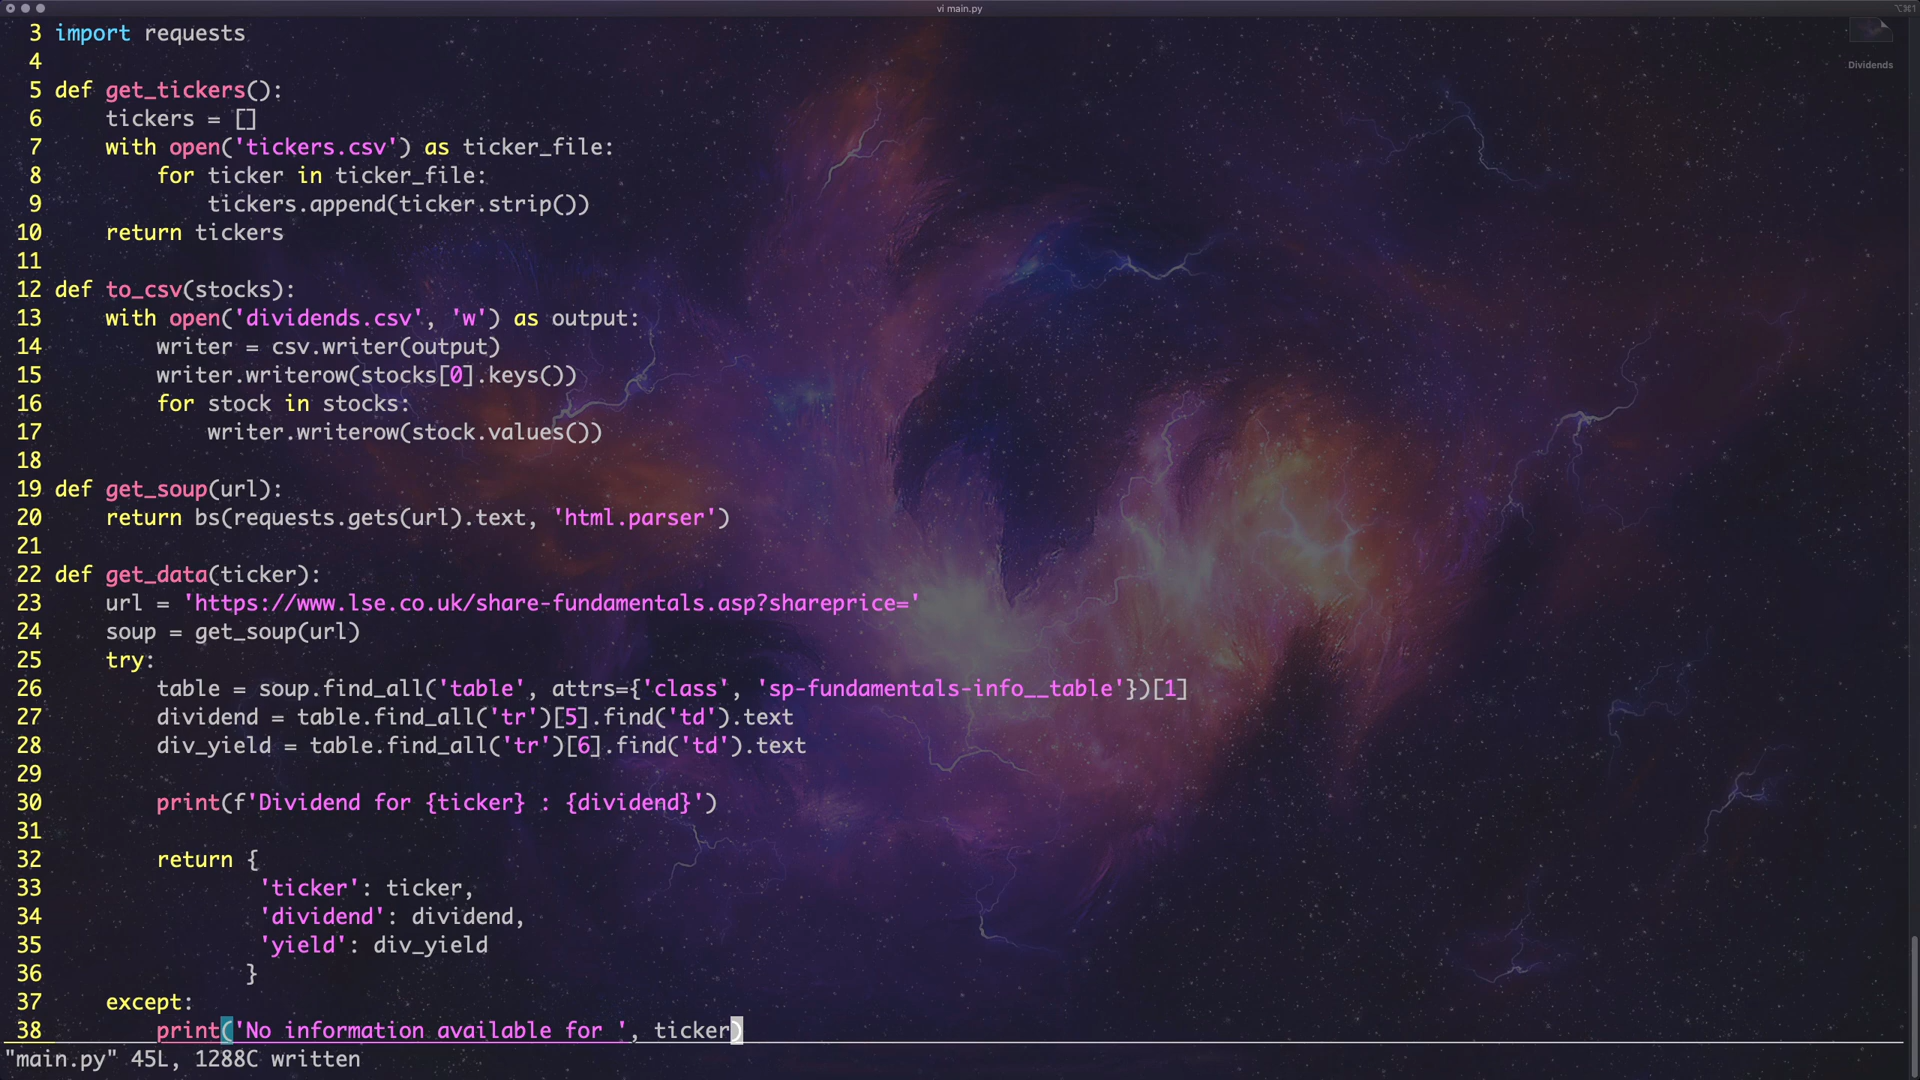 vi main.py
⌥⌘1
Dividends
3 import requests
4
5 def get_tickers():
6     tickers = []
7     with open('tickers.csv') as ticker_file:
8         for ticker in ticker_file:
9             tickers.append(ticker.strip())
10     return tickers
11
12 def to_csv(stocks):
13     with open('dividends.csv', 'w') as output:
14         writer = csv.writer(output)
15         writer.writerow(stocks[0].keys())
16         for stock in stocks:
17             writer.writerow(stock.values())
18
19 def get_soup(url):
20     return bs(requests.gets(url).text, 'html.parser')
21
22 def get_data(ticker):
23     url = 'https://www.lse.co.uk/share-fundamentals.asp?shareprice='
24     soup = get_soup(url)
25     try:
26         table = soup.find_all('table', attrs={'class', 'sp-fundamentals-info__table'})[1]
27         dividend = table.find_all('tr')[5].find('td').text
28         div_yield = table.find_all('tr')[6].find('td').text
29
30         print(f'Dividend for {ticker} : {dividend}')
31
32         return {
33                 'ticker': ticker,
34                 'dividend': dividend,
35                 'yield': div_yield
36                }
37     except:
38         print('No information available for ', ticker)
"main.py" 45L, 1288C written